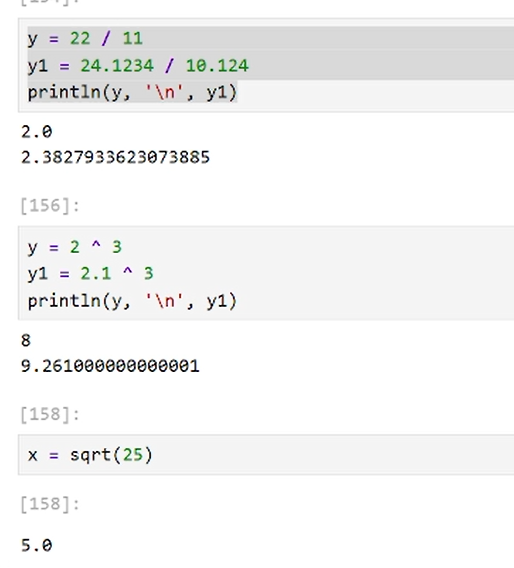 y = 22 / 11
y1 = 24.1234 / 10.124
println(y, '\n', y1)
2.0
2.3827933623073885
[156]:
y = 2 ^ 3
y1 = 2.1 ^ 3
println(y, '\n', y1)
8
9.261000000000001
[158]:
x = sqrt(25)
[158]:
5.0